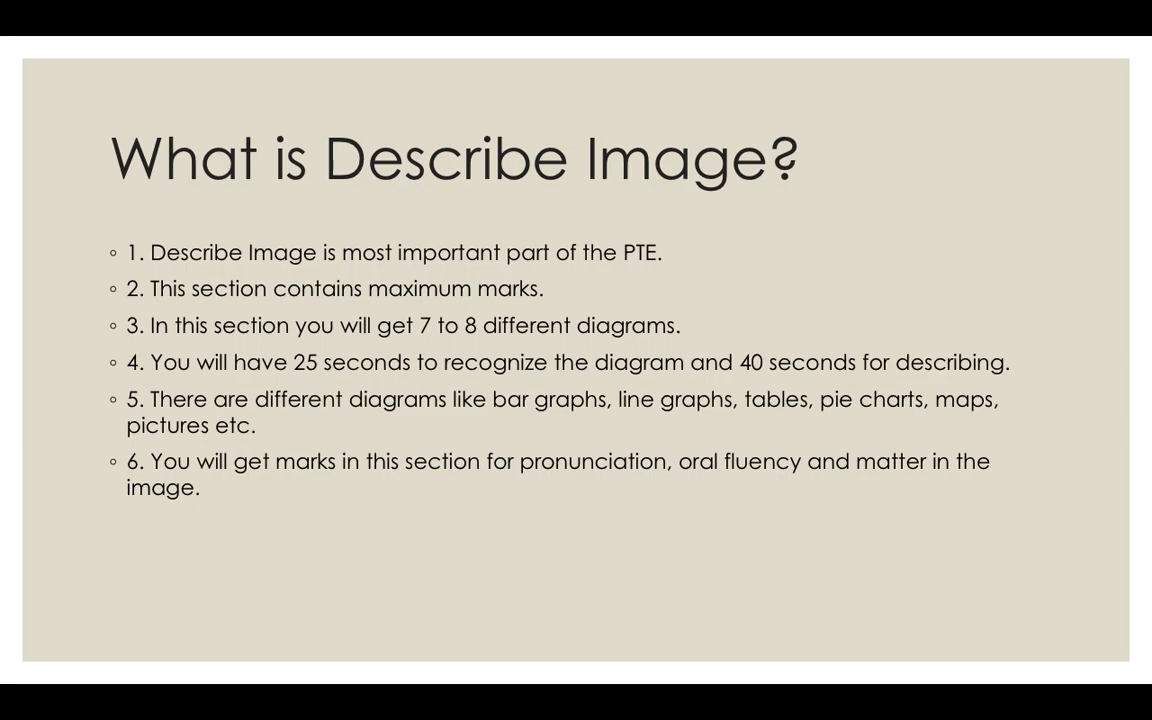 What is Describe Image?
◦ 1. Describe Image is most important part of the PTE.
◦ 2. This section contains maximum marks.
◦ 3. In this section you will get 7 to 8 different diagrams.
◦ 4. You will have 25 seconds to recognize the diagram and 40 seconds for describing.
◦ 5. There are different diagrams like bar graphs, line graphs, tables, pie charts, maps,
pictures etc.
◦ 6. You will get marks in this section for pronunciation, oral fluency and matter in the
image.